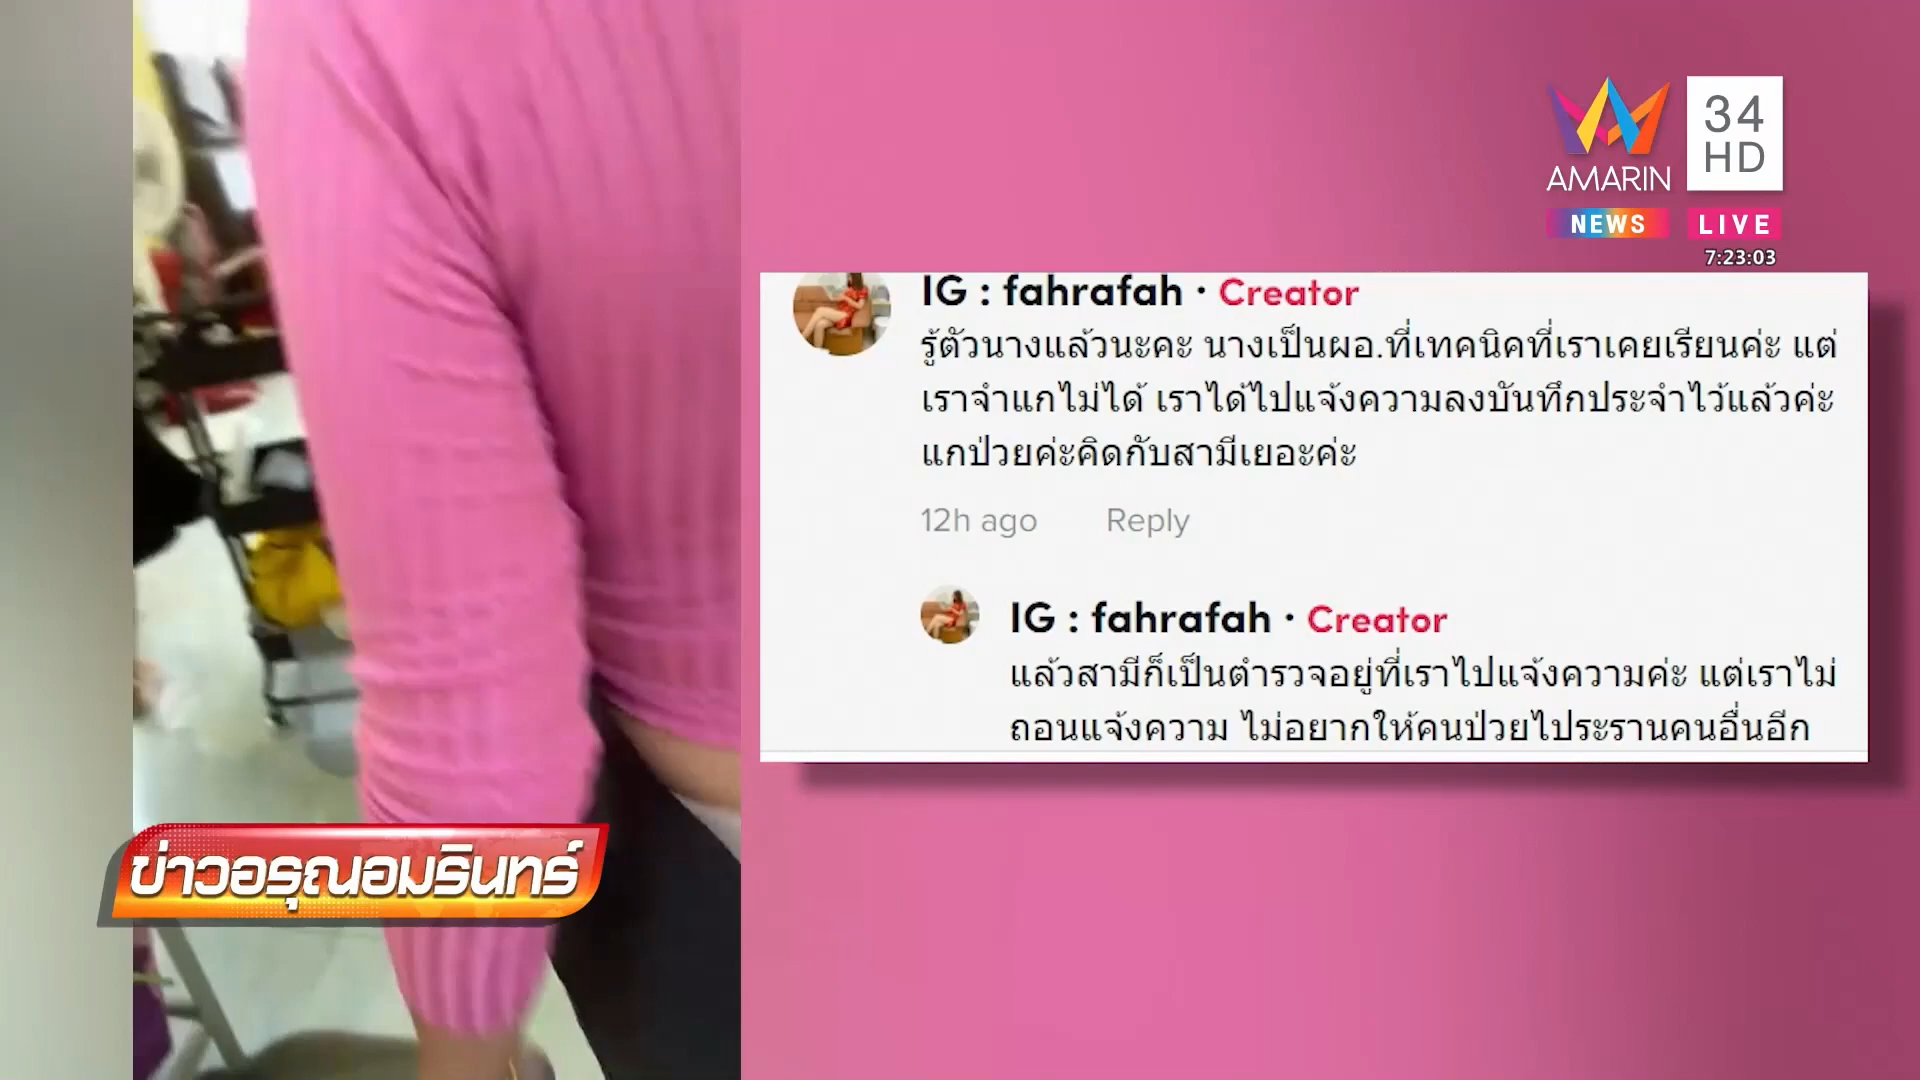 AMARIN
34
HD
NEWS
LIVE
7:23:03
IG : fahrafah · Creator
รู้ตัวนางแล้วนะคะ นางเป็นผอ.ที่เทคนิคที่เราเคยเรียนค่ะ แต่
เราจำแกไม่ได้ เราได้ไปแจ้งความลงบันทึกประจำไว้แล้วค่ะ
แกป่วยค่ะคิดกับสามีเยอะค่ะ
12h ago Reply
IG : fahrafah · Creator
แล้วสามีก็เป็นตำรวจอยู่ที่เราไปแจ้งความค่ะ แต่เราไม่
ถอนแจ้งความ ไม่อยากให้คนป่วยไประรานคนอื่นอีก
ข่าวอรุณอมรินทร์